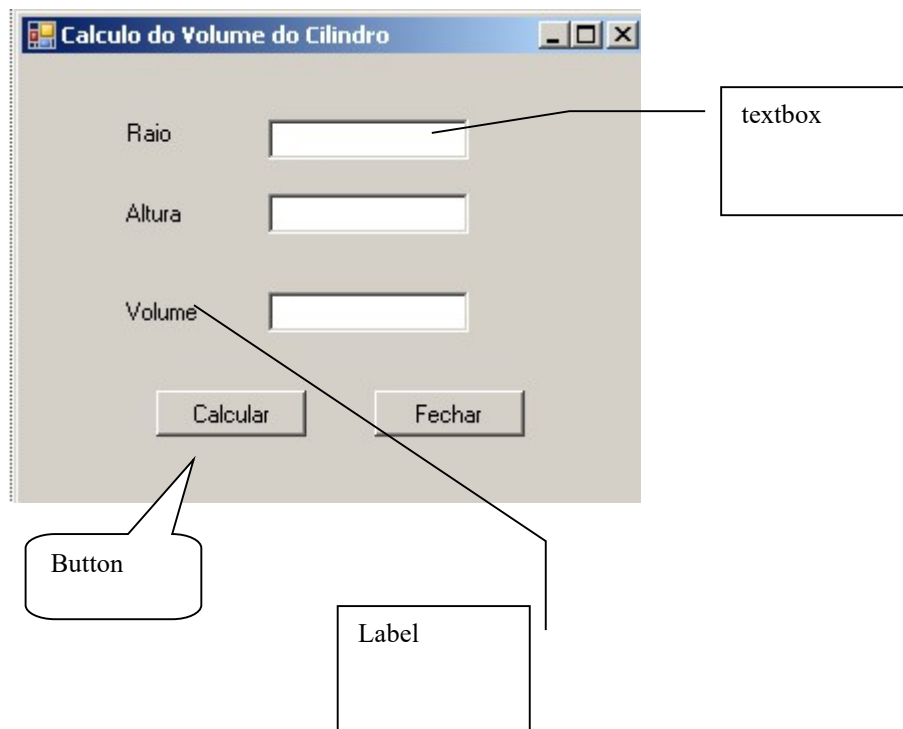 Calculo do Volume do Cilindro
Raio
textbox
Altura
Volume
Calcular
Fechar
Button
Label